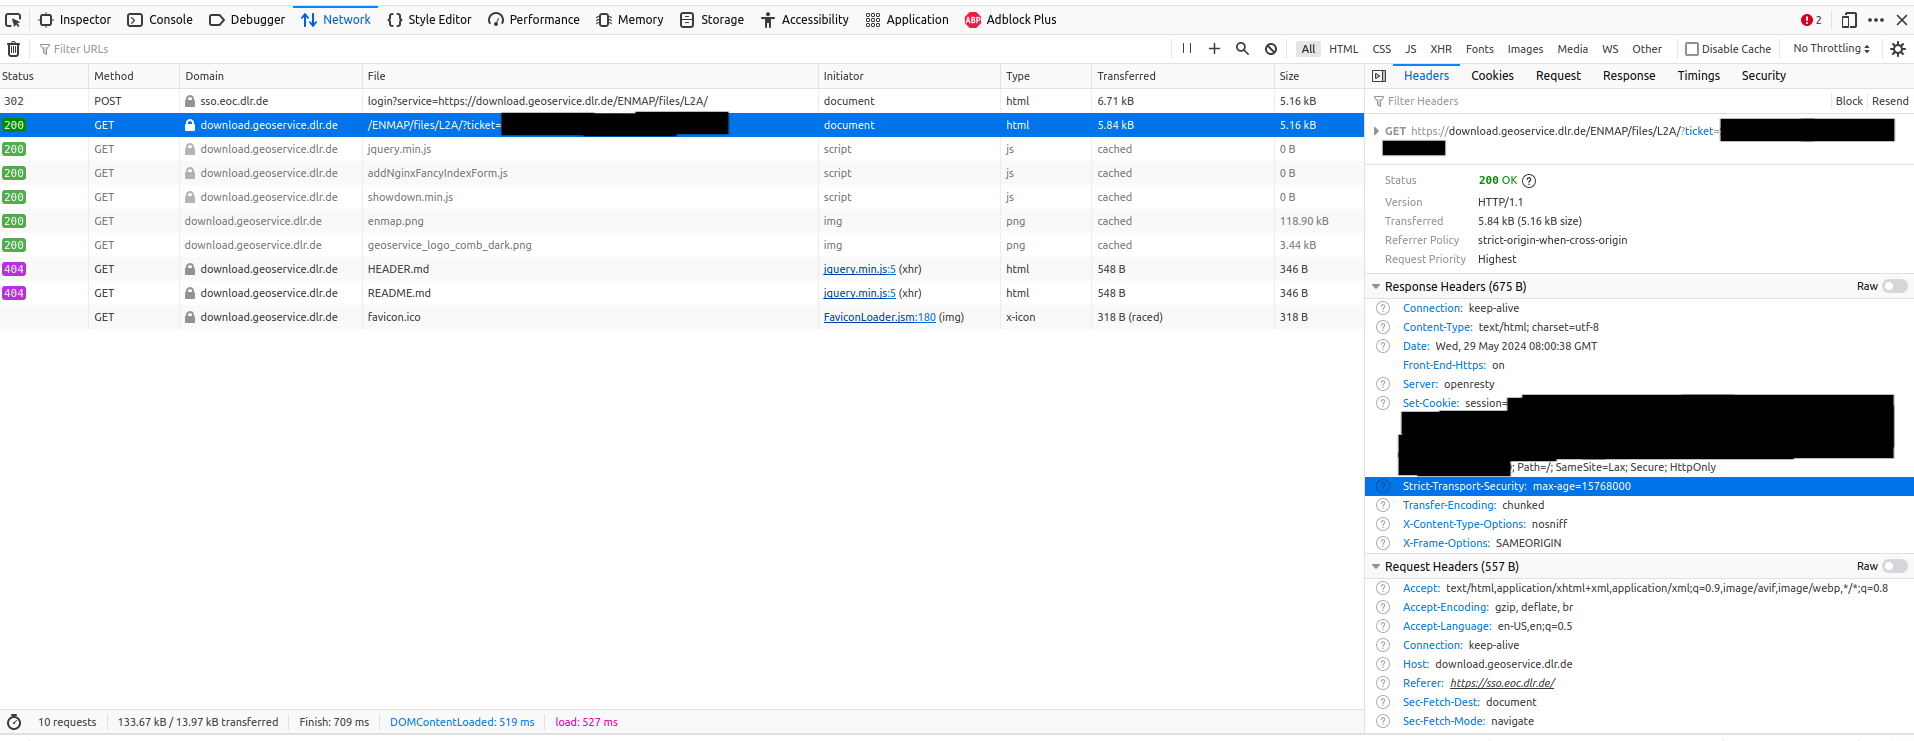 Inspector Console Debugger Network Style Editor Performance Memory Storage Accessibility Application ABP Adblock Plus 2
Filter URLs All HTML CSS JS XHR Fonts Images Media WS Other Disable Cache No Throttling
Status Method Domain File Initiator Type Transferred Size
302 POST sso.eoc.dlr.de login?service=https://download.geoservice.dlr.de/ENMAP/files/L2A/ document html 6.71 kB 5.16 kB
200 GET download.geoservice.dlr.de /ENMAP/files/L2A/?ticket= document html 5.84 kB 5.16 kB
200 GET download.geoservice.dlr.de jquery.min.js script js cached 0 B
200 GET download.geoservice.dlr.de addNginxFancyIndexForm.js script js cached 0 B
200 GET download.geoservice.dlr.de showdown.min.js script js cached 0 B
200 GET download.geoservice.dlr.de enmap.png img png cached 118.90 kB
200 GET download.geoservice.dlr.de geoservice_logo_comb_dark.png img png cached 3.44 kB
404 GET download.geoservice.dlr.de HEADER.md jquery.min.js:5 (xhr) html 548 B 346 B
404 GET download.geoservice.dlr.de README.md jquery.min.js:5 (xhr) html 548 B 346 B
GET download.geoservice.dlr.de favicon.ico FaviconLoader.jsm:180 (img) x-icon 318 B (raced) 318 B
10 requests 133.67 kB / 13.97 kB transferred Finish: 709 ms DOMContentLoaded: 519 ms load: 527 ms
Headers Cookies Request Response Timings Security
Filter Headers Block Resend
GET https://download.geoservice.dlr.de/ENMAP/files/L2A/?ticket=
Status 200 OK
Version HTTP/1.1
Transferred 5.84 kB (5.16 kB size)
Referrer Policy strict-origin-when-cross-origin
Request Priority Highest
Response Headers (675 B) Raw
Connection: keep-alive
Content-Type: text/html; charset=utf-8
Date: Wed, 29 May 2024 08:00:38 GMT
Front-End-Https: on
Server: openresty
Set-Cookie: session=
; Path=/; SameSite=Lax; Secure; HttpOnly
Strict-Transport-Security: max-age=15768000
Transfer-Encoding: chunked
X-Content-Type-Options: nosniff
X-Frame-Options: SAMEORIGIN
Request Headers (557 B) Raw
Accept: text/html,application/xhtml+xml,application/xml;q=0.9,image/avif,image/webp,*/*;q=0.8
Accept-Encoding: gzip, deflate, br
Accept-Language: en-US,en;q=0.5
Connection: keep-alive
Host: download.geoservice.dlr.de
Referer: https://sso.eoc.dlr.de/
Sec-Fetch-Dest: document
Sec-Fetch-Mode: navigate